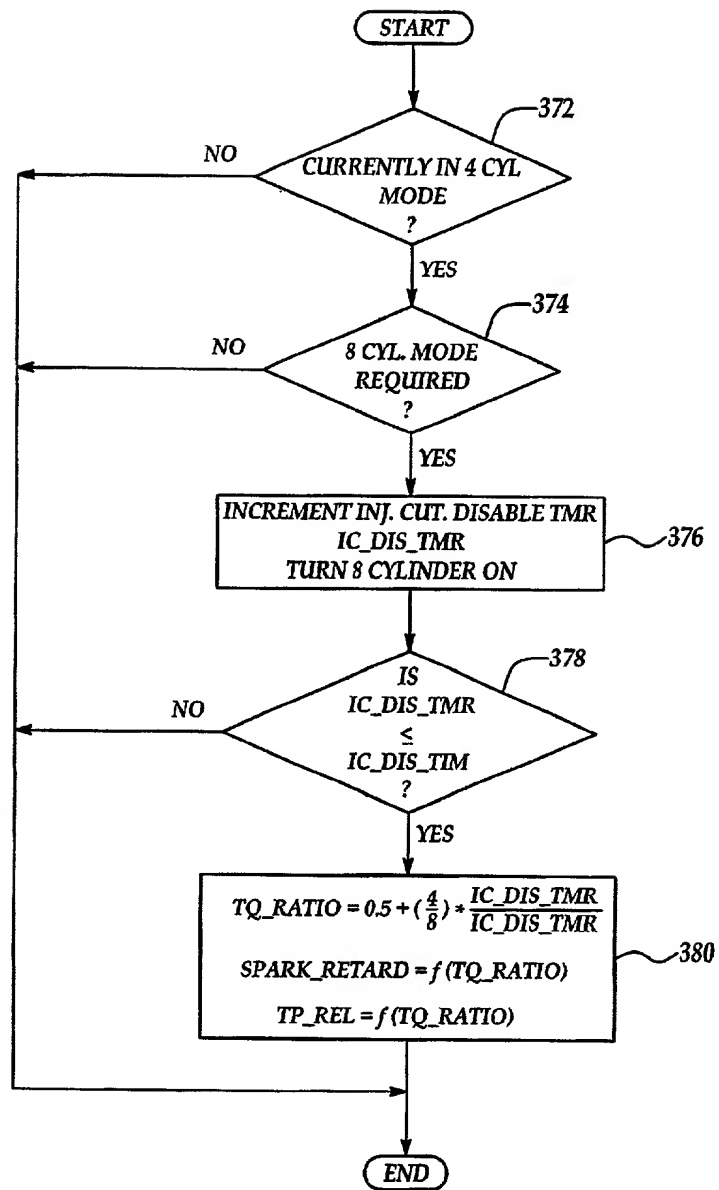 START
372
NO
CURRENTLY IN 4 CYL
MODE
?
YES
374
NO
8 CYL. MODE
REQUIRED
?
YES
INCREMENT INJ. CUT. DISABLE TMR
IC_DIS_TMR
TURN 8 CYLINDER ON
376
378
IS
NO
IC_DIS_TMR
≤
IC_DIS_TIM
?
YES
TQ_RATIO = 0.5 + (4/8) * IC_DIS_TMR/IC_DIS_TMR
SPARK_RETARD = f (TQ_RATIO)
380
TP_REL = f (TQ_RATIO)
END